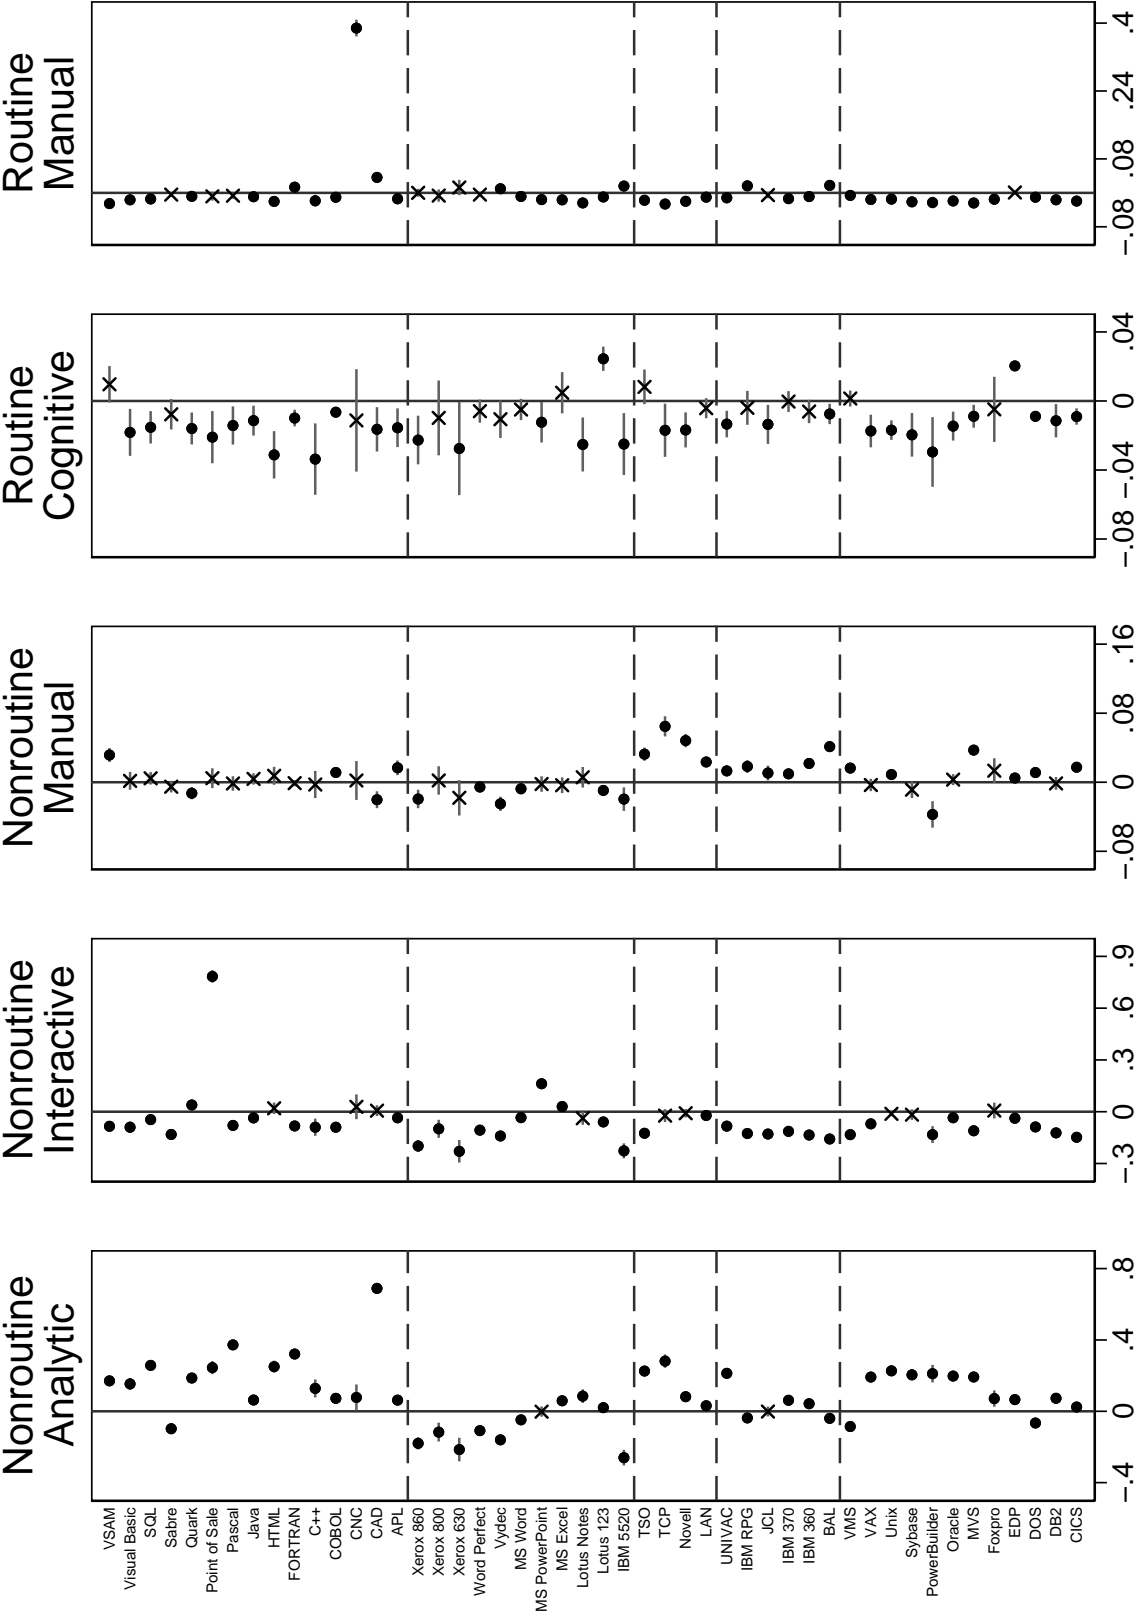 Routine
Manual
.4
.24
.08
−.08
Routine
Cognitive
.04
0
−.04
−.08
Nonroutine
Manual
.16
.08
0
−.08
Nonroutine
Interactive
.9
.6
.3
0
−.3
Nonroutine
Analytic
.8
.4
0
−.4
VSAM
Visual Basic
SQL
Sabre
Quark
Point of Sale
Pascal
Java
HTML
FORTRAN
C++
COBOL
CNC
CAD
APL
Xerox 860
Xerox 800
Xerox 630
Word Perfect
Vydec
MS Word
MS PowerPoint
MS Excel
Lotus Notes
Lotus 123
IBM 5520
TSO
TCP
Novell
LAN
UNIVAC
IBM RPG
JCL
IBM 370
IBM 360
BAL
VMS
VAX
Unix
Sybase
PowerBuilder
Oracle
MVS
Foxpro
EDP
DOS
DB2
CICS